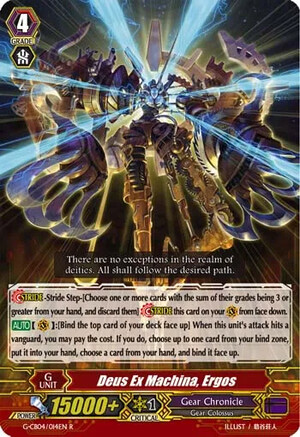 4
GRADE
There are no exceptions in the realm of
deities. All shall follow the desired path.
STRIDE -Stride Step-[Choose one or more cards with the sum of their grades being 3 or
greater from your hand, and discard them] STRIDE this card on your (V) from face down.
AUTO [(V)]:[Bind the top card of your deck face up] When this unit's attack hits a
vanguard, you may pay the cost. If you do, choose up to one card from your bind zone,
put it into your hand, choose a card from your hand, and bind it face up.
G
UNIT
Deus Ex Machina, Ergos
POWER
15000+
1
CRITICAL
Gear Chronicle
Gear Colossus
G-CB04/014EN R
ILLUST /